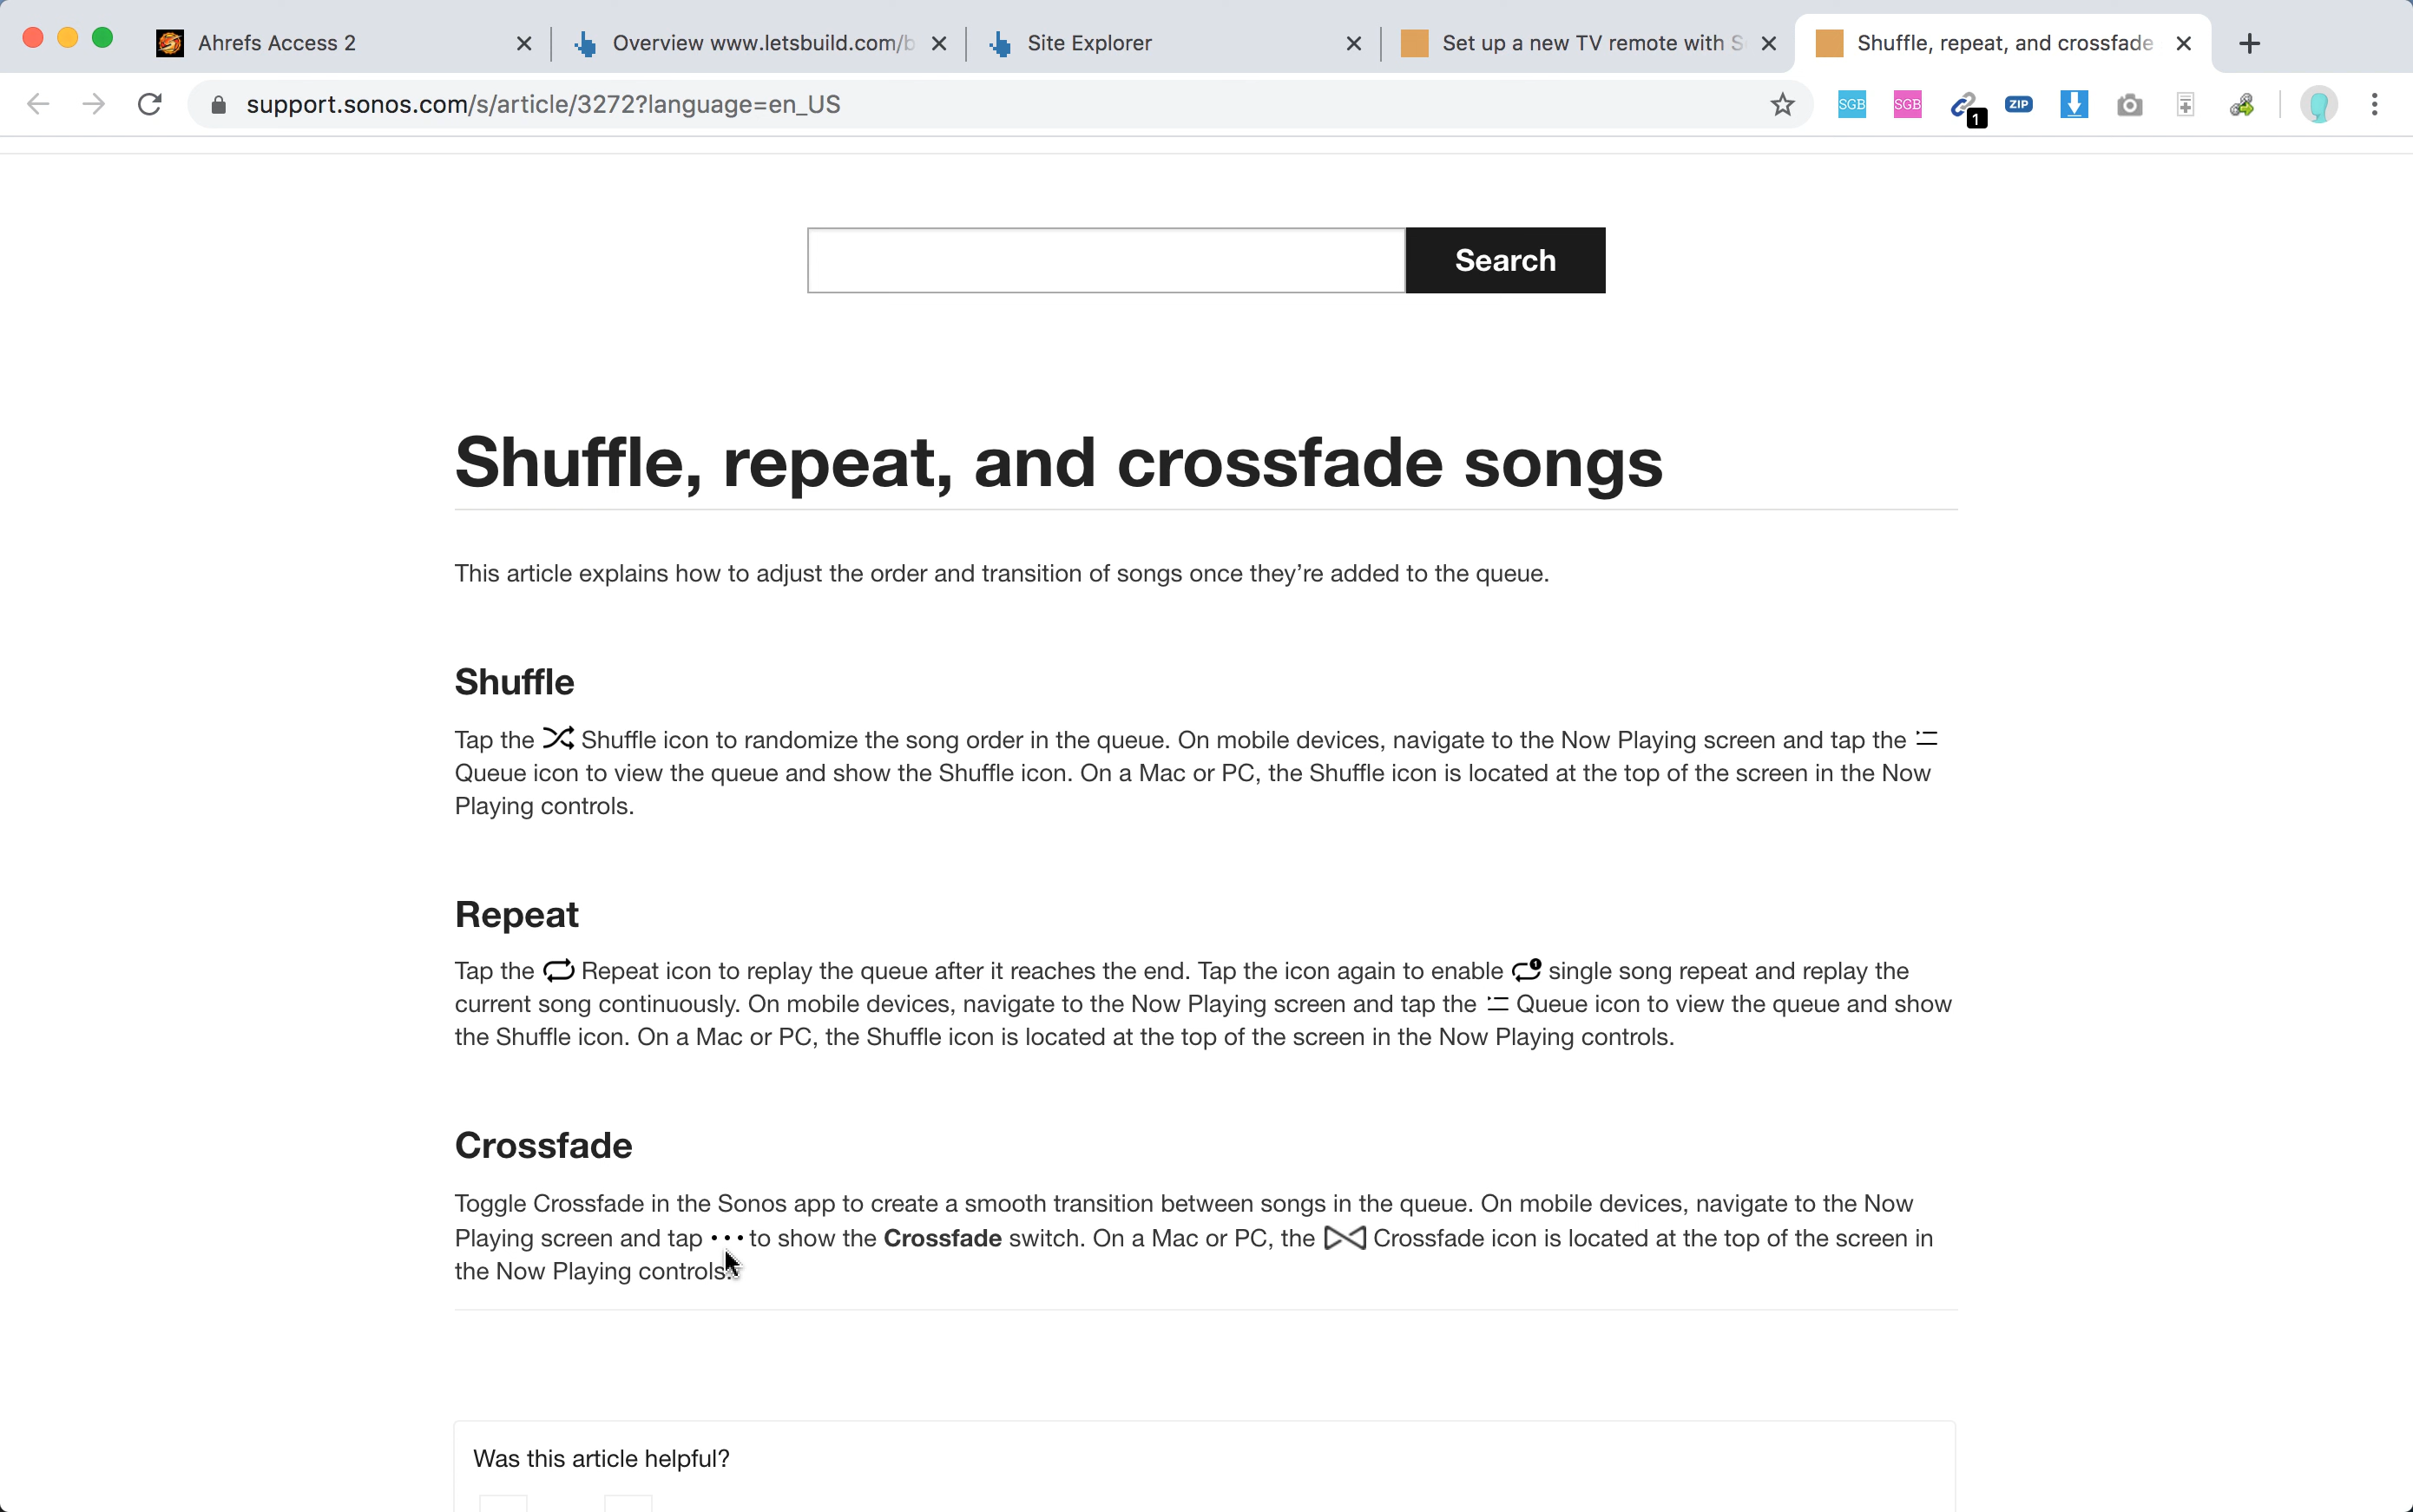 Ahrefs Access 2
Overview www.letsbuild.com/b
Site Explorer
Set up a new TV remote with S
Shuffle, repeat, and crossfade
support.sonos.com/s/article/3272?language=en_US
SGB
SGB
1
ZIP
Search
Shuffle, repeat, and crossfade songs
This article explains how to adjust the order and transition of songs once they’re added to the queue.
Shuffle
Tap the Shuffle icon to randomize the song order in the queue. On mobile devices, navigate to the Now Playing screen and tap the
Queue icon to view the queue and show the Shuffle icon. On a Mac or PC, the Shuffle icon is located at the top of the screen in the Now
Playing controls.
Repeat
Tap the Repeat icon to replay the queue after it reaches the end. Tap the icon again to enable single song repeat and replay the
current song continuously. On mobile devices, navigate to the Now Playing screen and tap the Queue icon to view the queue and show
the Shuffle icon. On a Mac or PC, the Shuffle icon is located at the top of the screen in the Now Playing controls.
Crossfade
Toggle Crossfade in the Sonos app to create a smooth transition between songs in the queue. On mobile devices, navigate to the Now
Playing screen and tap ••• to show the Crossfade switch. On a Mac or PC, the Crossfade icon is located at the top of the screen in
the Now Playing controls.
Was this article helpful?